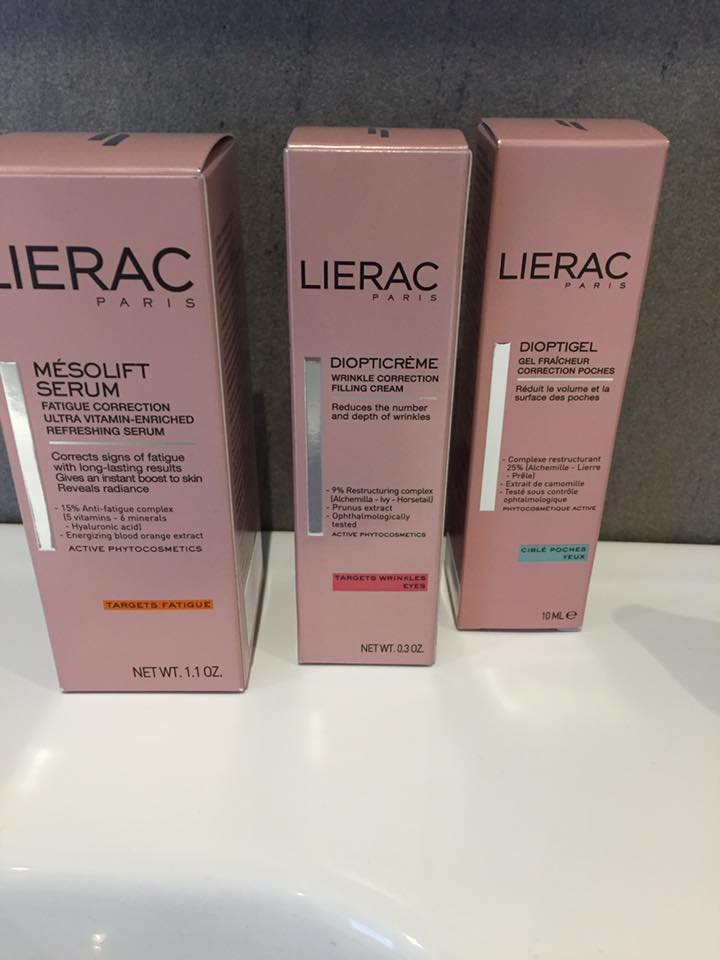 LIERAC
PARIS
MÉSOLIFT
SERUM
FATIGUE CORRECTION
ULTRA VITAMIN-ENRICHED
REFRESHING SERUM
Corrects signs of fatigue
with long-lasting results
Gives an instant boost to skin
Reveals radiance
- 15% Anti-fatigue complex
(5 vitamins - 6 minerals
- Hyaluronic acid)
- Energizing blood orange extract
ACTIVE PHYTOCOSMETICS
TARGETS FATIGUE
NET WT. 1.1 OZ.
LIERAC
PARIS
DIOPTICRÈME
WRINKLE CORRECTION
FILLING CREAM
Reduces the number
and depth of wrinkles
- 9% Restructuring complex
(Alchemilla - Ivy - Horsetail)
- Prunus extract
- Ophthalmologically
tested
ACTIVE PHYTOCOSMETICS
TARGETS WRINKLES
EYES
NET WT. 0.3 OZ.
LIERAC
PARIS
DIOPTIGEL
GEL FRAÎCHEUR
CORRECTION POCHES
Réduit le volume et la
surface des poches
- Complexe restructurant
25% (Alchemille - Lierre
- Prêle)
- Extrait de camomille
- Testé sous contrôle
ophtalmologique
PHYTOCOSMÉTIQUE ACTIVE
CIBLE POCHES
YEUX
10 ML e